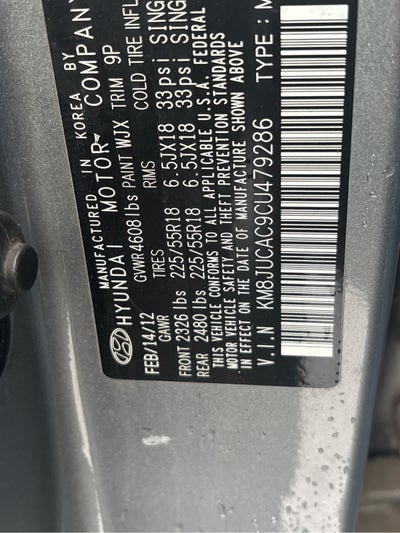 MANUFACTURED IN KOREA BY
HYUNDAI MOTOR COMPANY
FEB/14/12 GVWR 4608 lbs PAINT WJX TRIM 9P
GAWR TIRES RIMS COLD TIRE INFL
FRONT 2326 lbs 225/55R18 6.5JX18 33psi SING
REAR 2480 lbs 225/55R18 6.5JX18 33psi SING
THIS VEHICLE CONFORMS TO ALL APPLICABLE U.S.A. FEDERAL
MOTOR VEHICLE SAFETY AND THEFT PREVENTION STANDARDS
IN EFFECT ON THE DATE OF MANUFACTURE SHOWN ABOVE
V.I.N KM8JUCAC9CU479286 TYPE : M